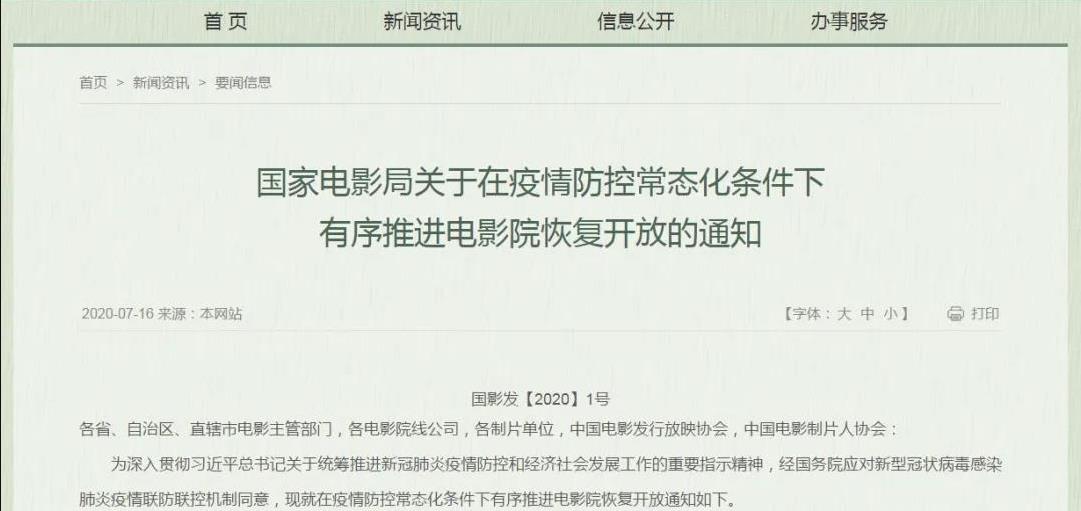 首页 新闻资讯 信息公开 办事服务
首页 > 新闻资讯 > 要闻信息
国家电影局关于在疫情防控常态化条件下
有序推进电影院恢复开放的通知
2020-07-16 来源：本网站 【字体：大 中 小】 打印
国影发【2020】1号
各省、自治区、直辖市电影主管部门，各电影院线公司，各制片单位，中国电影发行放映协会，中国电影制片人协会：
为深入贯彻习近平总书记关于统筹推进新冠肺炎疫情防控和经济社会发展工作的重要指示精神，经国务院应对新型冠状病毒感染
肺炎疫情联防联控机制同意，现就在疫情防控常态化条件下有序推进电影院恢复开放通知如下。